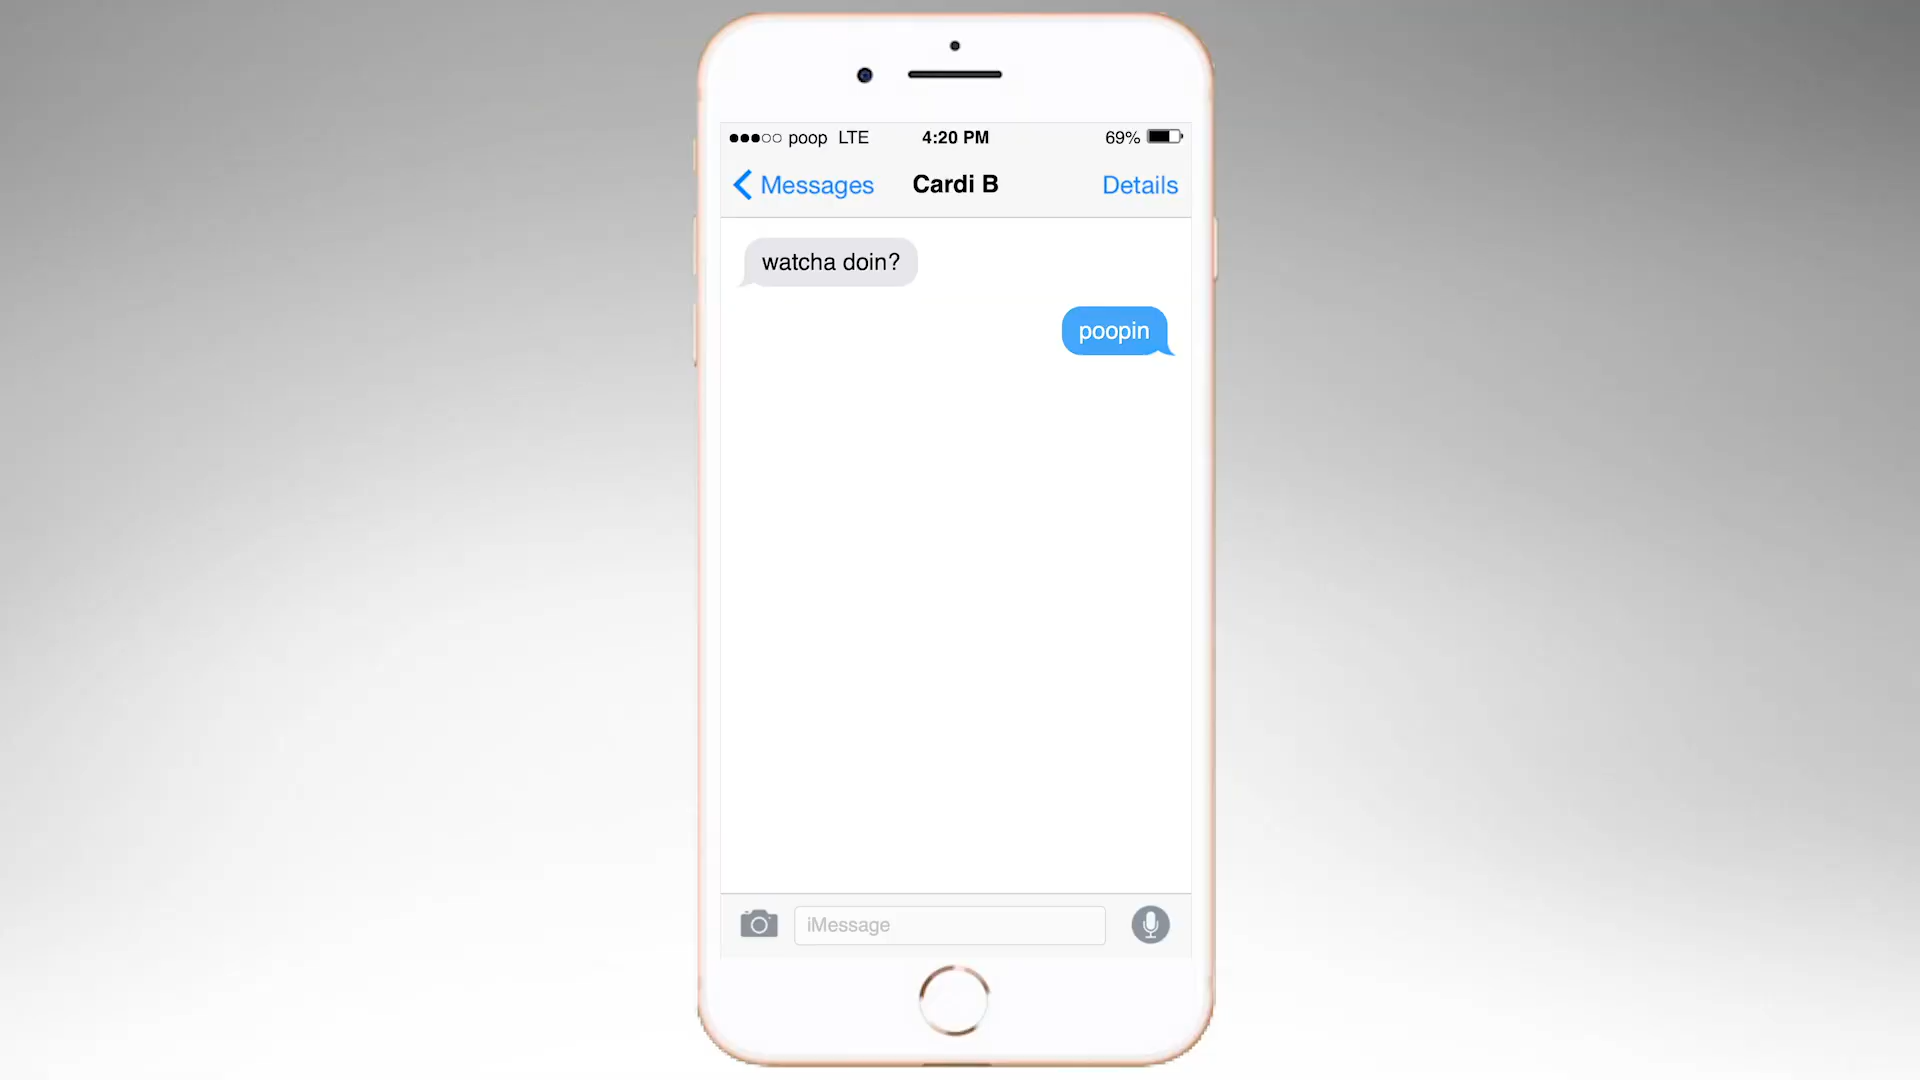 ●●●○○ poop LTE 4:20 PM 69%
Messages Cardi B Details
watcha doin?
poopin
iMessage